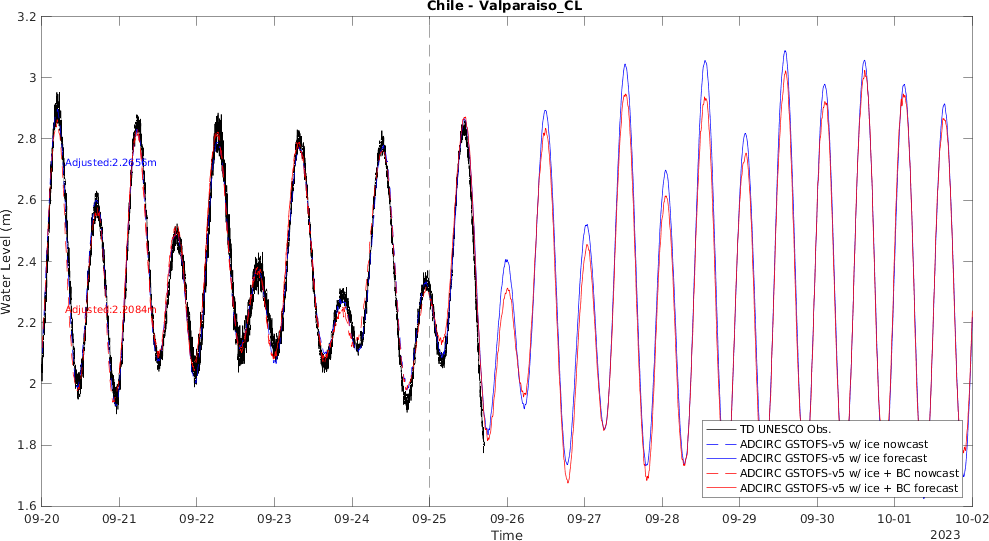 Chile - Valparaiso_CL
3.2
3
2.8
2.6
2.4
2.2
2
1.8
1.6
Water Level (m)
Adjusted:2.2656m
Adjusted:2.2084m
TD UNESCO Obs.
ADCIRC GSTOFS-v5 w/ ice nowcast
ADCIRC GSTOFS-v5 w/ ice forecast
ADCIRC GSTOFS-v5 w/ ice + BC nowcast
ADCIRC GSTOFS-v5 w/ ice + BC forecast
09-20 09-21 09-22 09-23 09-24 09-25 09-26 09-27 09-28 09-29 09-30 10-01 10-02
Time
2023